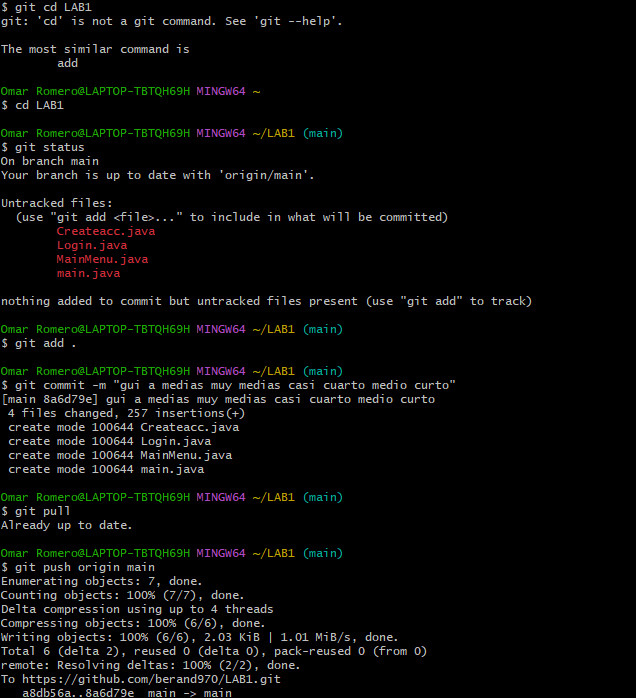 $ git cd LAB1
git: 'cd' is not a git command. See 'git --help'.
The most similar command is
add
Omar Romero@LAPTOP-TBTQH69H MINGW64 ~
$ cd LAB1
Omar Romero@LAPTOP-TBTQH69H MINGW64 ~/LAB1 (main)
$ git status
On branch main
Your branch is up to date with 'origin/main'.
Untracked files:
(use "git add <file>..." to include in what will be committed)
Createacc.java
Login.java
MainMenu.java
main.java
nothing added to commit but untracked files present (use "git add" to track)
Omar Romero@LAPTOP-TBTQH69H MINGW64 ~/LAB1 (main)
$ git add .
Omar Romero@LAPTOP-TBTQH69H MINGW64 ~/LAB1 (main)
$ git commit -m "gui a medias muy medias casi cuarto medio curto"
[main 8a6d79e] gui a medias muy medias casi cuarto medio curto
4 files changed, 257 insertions(+)
create mode 100644 Createacc.java
create mode 100644 Login.java
create mode 100644 MainMenu.java
create mode 100644 main.java
Omar Romero@LAPTOP-TBTQH69H MINGW64 ~/LAB1 (main)
$ git pull
Already up to date.
Omar Romero@LAPTOP-TBTQH69H MINGW64 ~/LAB1 (main)
$ git push origin main
Enumerating objects: 7, done.
Counting objects: 100% (7/7), done.
Delta compression using up to 4 threads
Compressing objects: 100% (6/6), done.
Writing objects: 100% (6/6), 2.03 KiB | 1.01 MiB/s, done.
Total 6 (delta 2), reused 0 (delta 0), pack-reused 0 (from 0)
remote: Resolving deltas: 100% (2/2), done.
To https://github.com/berand970/LAB1.git
a8db56a..8a6d79e  main -> main